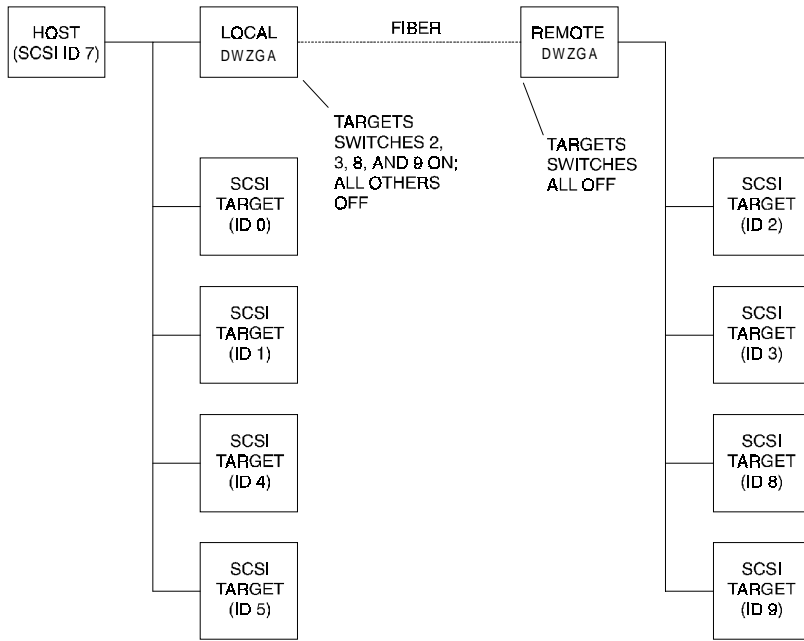 HOST
(SCSI ID 7)
LOCAL
DWZGA
FIBER
REMOTE
DWZGA
TARGETS
SWITCHES 2,
3, 8, AND 9 ON;
ALL OTHERS
OFF
TARGETS
SWITCHES
ALL OFF
SCSI
TARGET
(ID 0)
SCSI
TARGET
(ID 2)
SCSI
TARGET
(ID 1)
SCSI
TARGET
(ID 3)
SCSI
TARGET
(ID 4)
SCSI
TARGET
(ID 8)
SCSI
TARGET
(ID 5)
SCSI
TARGET
(ID 9)